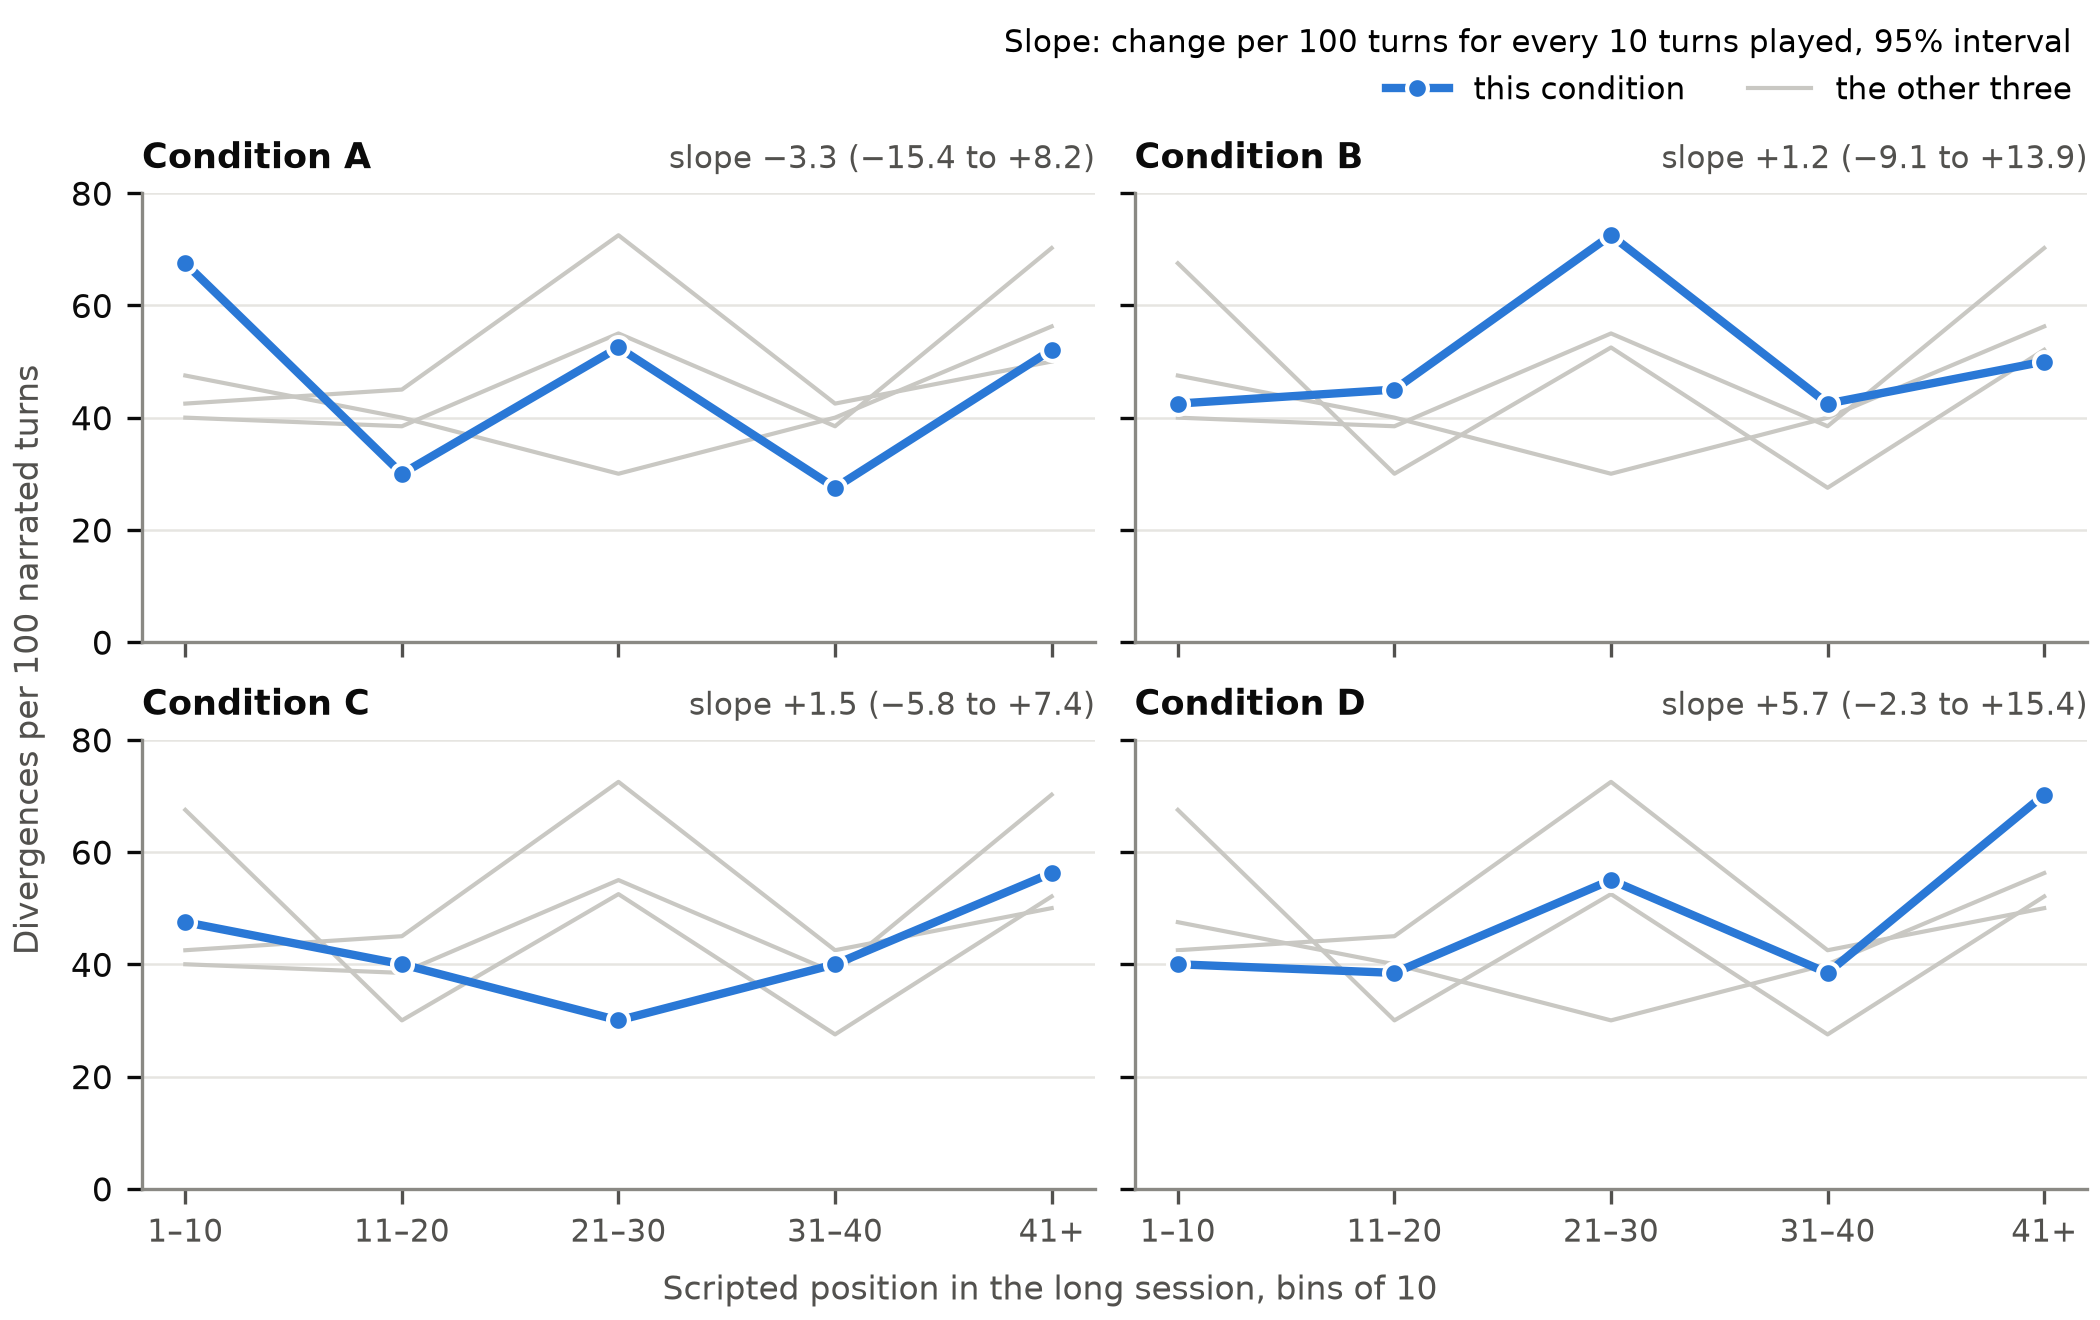 Slope: change per 100 turns for every 10 turns played, 95% interval
this condition
the other three
Condition A
slope −3.3 (−15.4 to +8.2)
Condition B
slope +1.2 (−9.1 to +13.9)
80
60
40
20
0
Condition C
slope +1.5 (−5.8 to +7.4)
Condition D
slope +5.7 (−2.3 to +15.4)
80
60
40
20
0
1–10
11–20
21–30
31–40
41+
1–10
11–20
21–30
31–40
41+
Divergences per 100 narrated turns
Scripted position in the long session, bins of 10